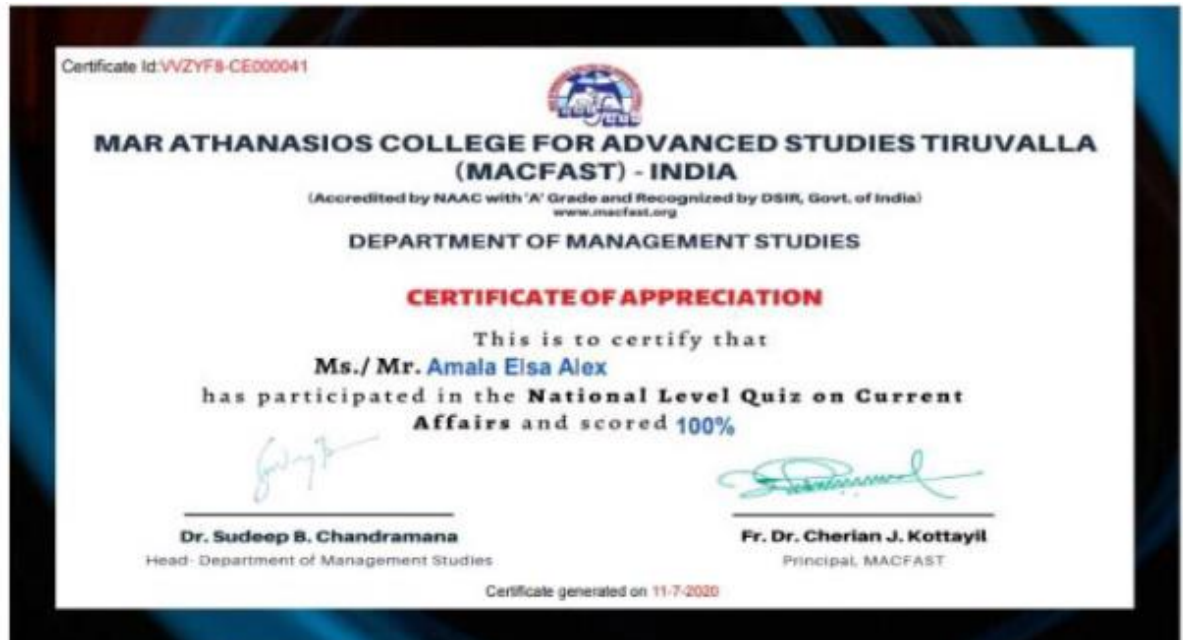 Certificate Id:VVZYF8-CE000041
MAR ATHANASIOS COLLEGE FOR ADVANCED STUDIES TIRUVALLA
(MACFAST) - INDIA
(Accredited by NAAC with 'A' Grade and Recognized by DSIR, Govt. of India)
www.macfast.org
DEPARTMENT OF MANAGEMENT STUDIES
CERTIFICATE OF APPRECIATION
This is to certify that
Ms./ Mr. Amala Elsa Alex
has participated in the National Level Quiz on Current
Affairs and scored 100%
Dr. Sudeep B. Chandramana
Head- Department of Management Studies
Fr. Dr. Cherian J. Kottayil
Principal, MACFAST
Certificate generated on 11-7-2020